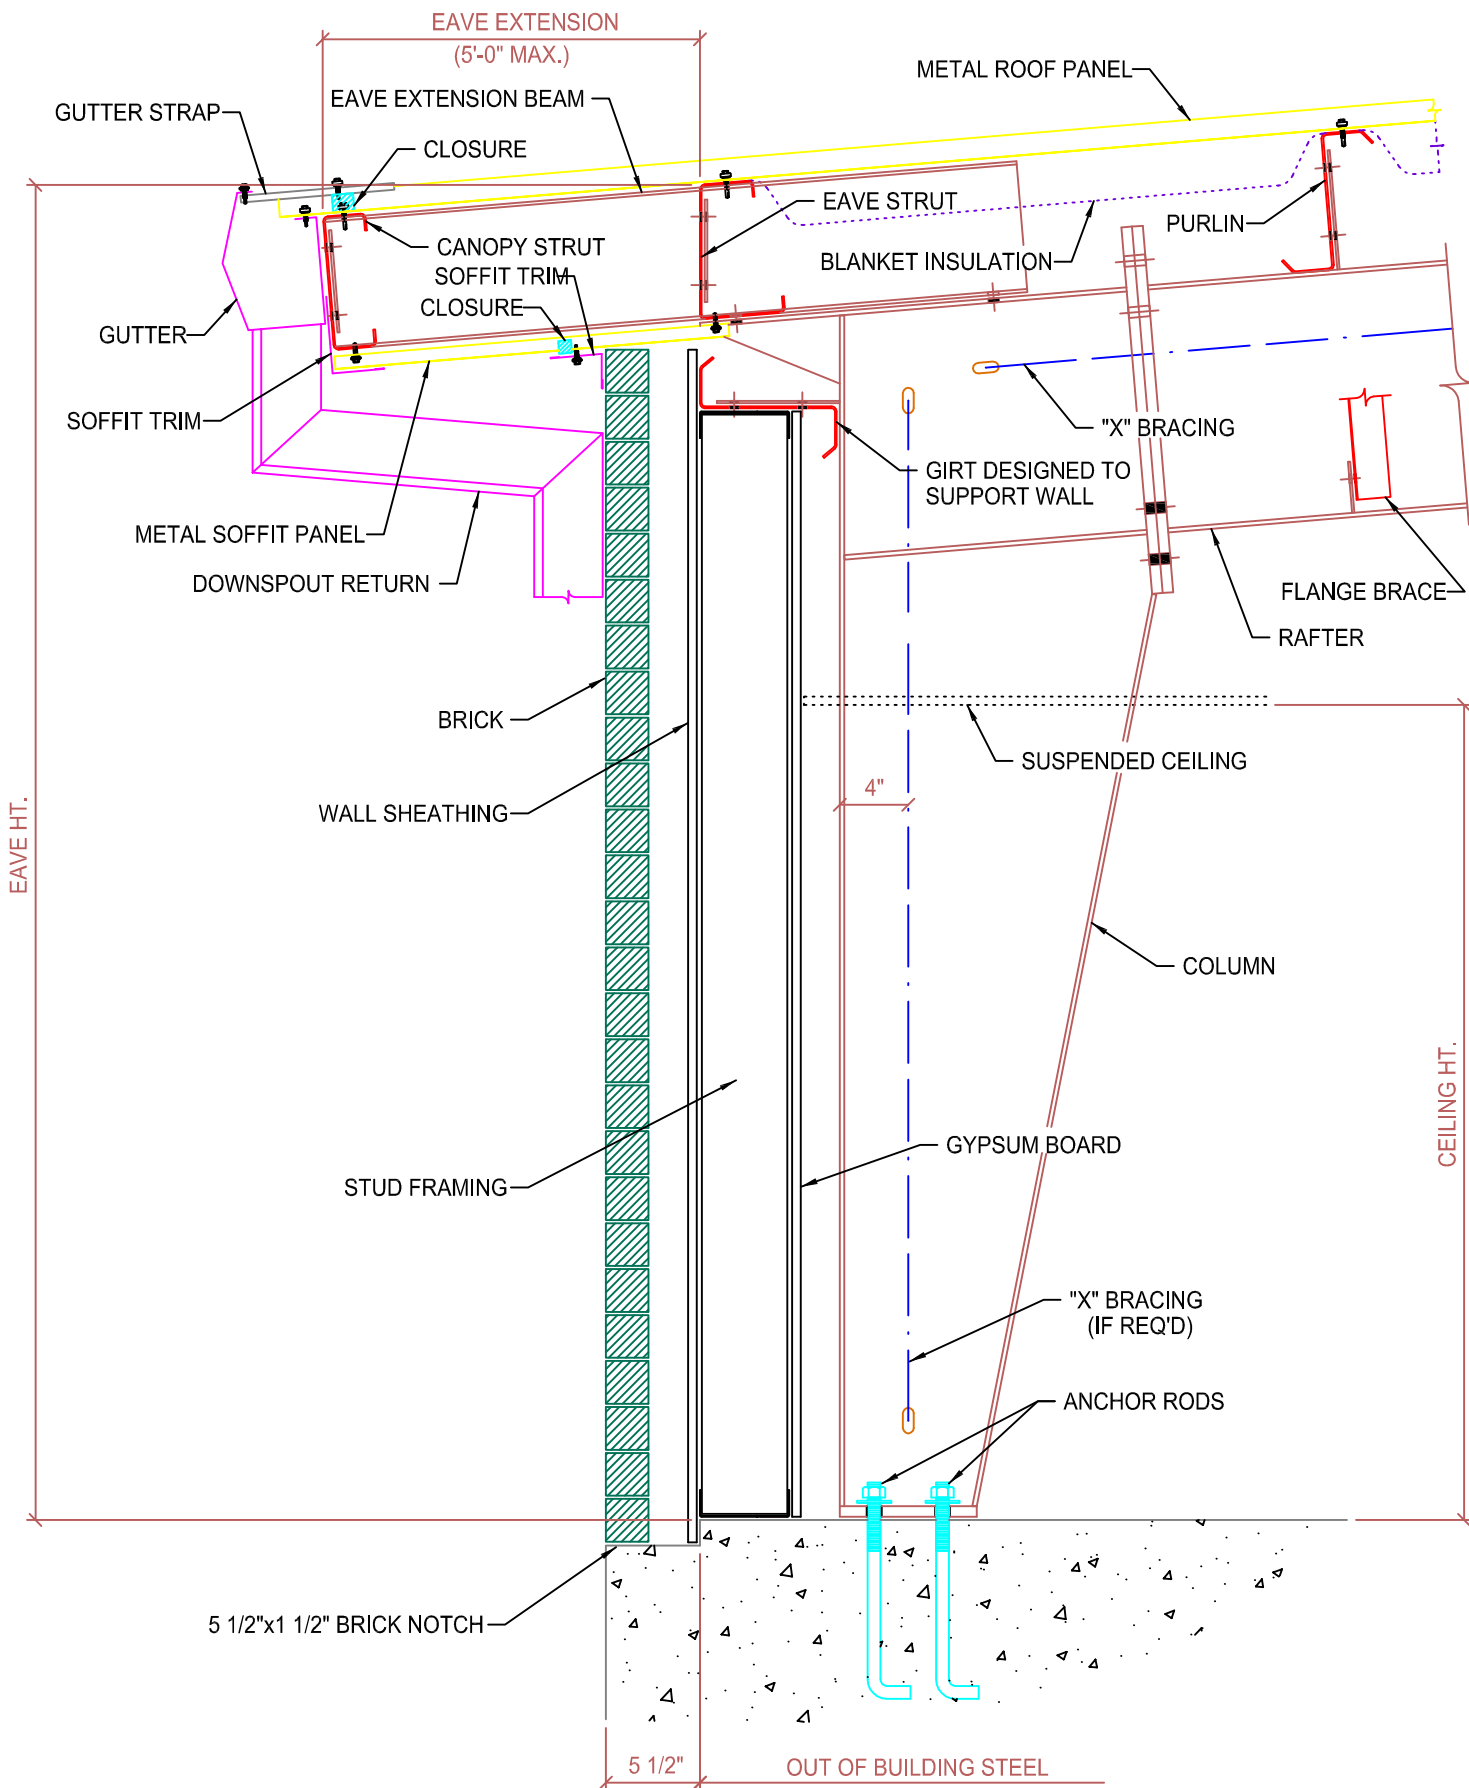 EAVE EXTENSION
(5'-0" MAX.)
METAL ROOF PANEL
GUTTER STRAP
EAVE EXTENSION BEAM
CLOSURE
EAVE STRUT
PURLIN
CANOPY STRUT
SOFFIT TRIM
BLANKET INSULATION
CLOSURE
GUTTER
SOFFIT TRIM
"X" BRACING
GIRT DESIGNED TO
SUPPORT WALL
METAL SOFFIT PANEL
DOWNSPOUT RETURN
FLANGE BRACE
RAFTER
BRICK
SUSPENDED CEILING
4"
WALL SHEATHING
EAVE HT.
COLUMN
CEILING HT.
GYPSUM BOARD
STUD FRAMING
"X" BRACING
(IF REQ'D)
ANCHOR RODS
5 1/2"x1 1/2" BRICK NOTCH
5 1/2"
OUT OF BUILDING STEEL